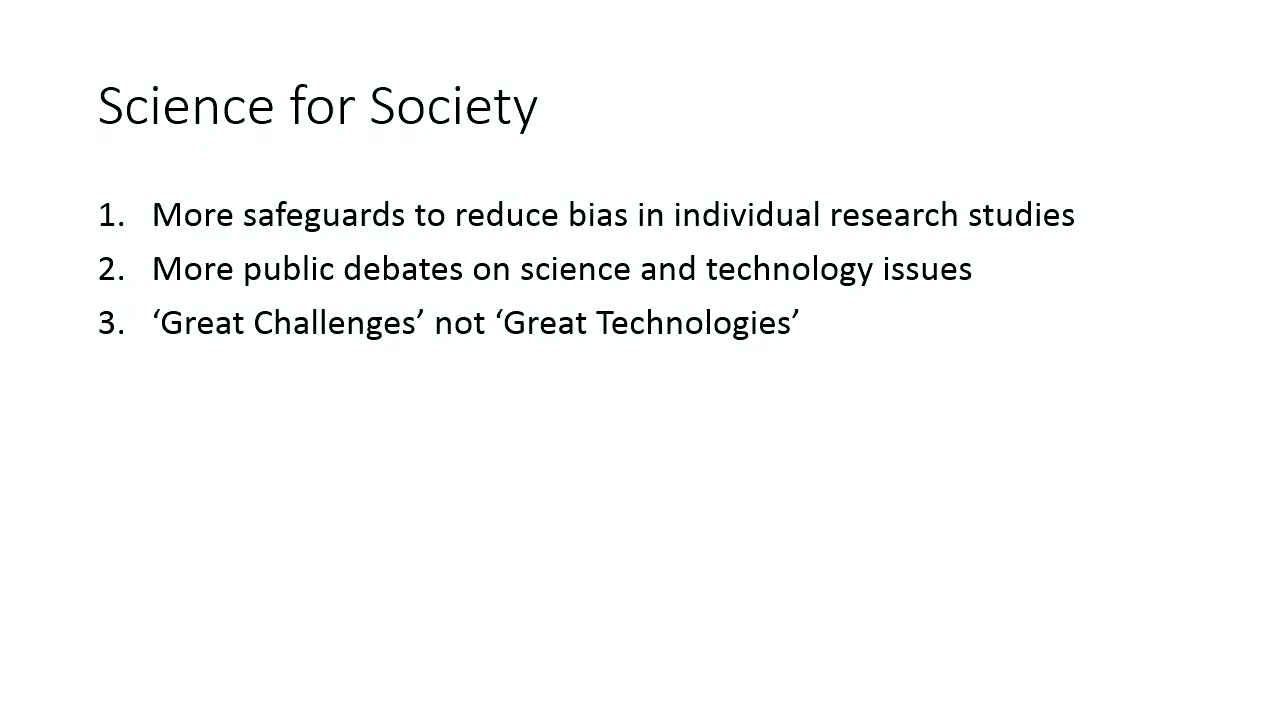 Science for Society
1. More safeguards to reduce bias in individual research studies
2. More public debates on science and technology issues
3. ‘Great Challenges’ not ‘Great Technologies’